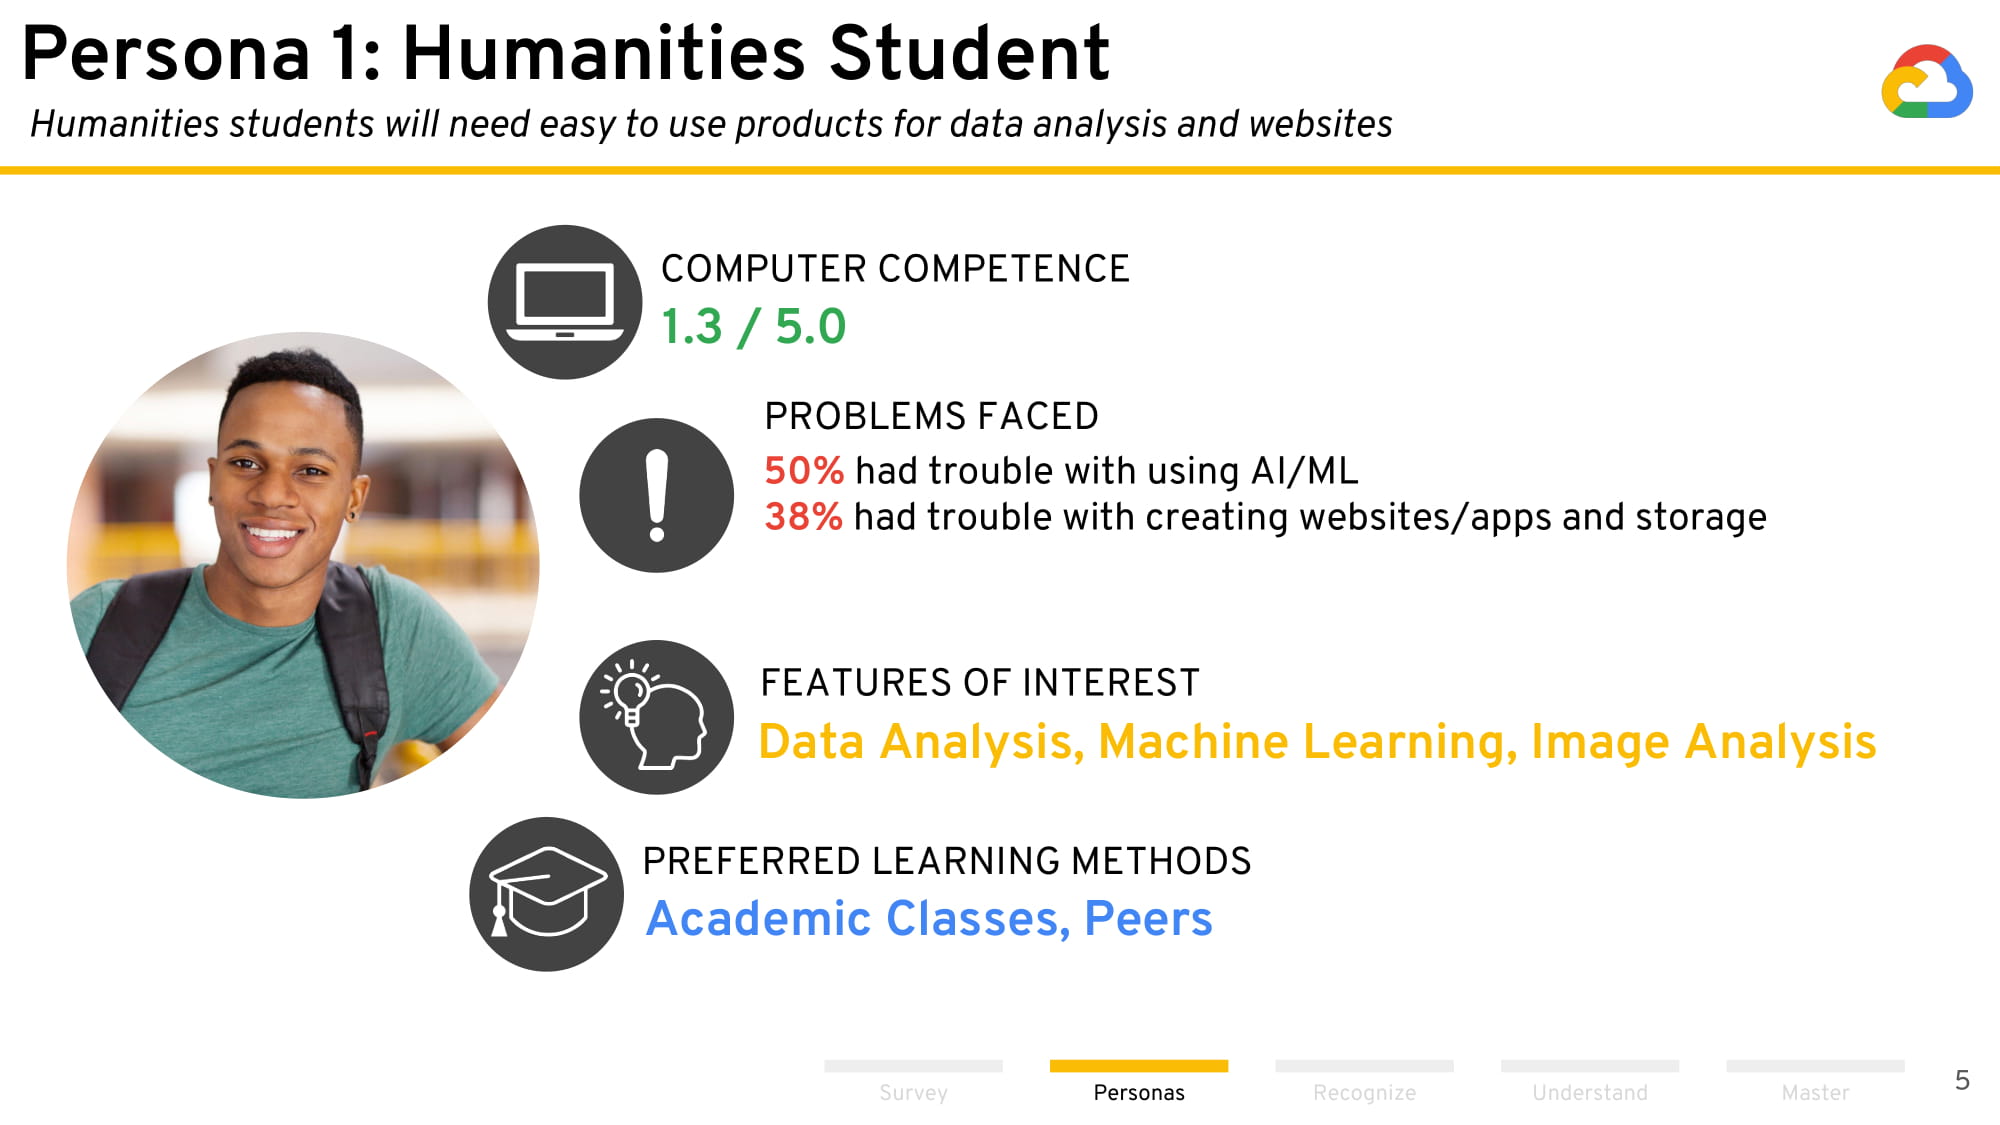 Persona 1: Humanities Student
Humanities students will need easy to use products for data analysis and websites
COMPUTER COMPETENCE
1.3 / 5.0
PROBLEMS FACED
50% had trouble with using AI/ML
38% had trouble with creating websites/apps and storage
FEATURES OF INTEREST
Data Analysis, Machine Learning, Image Analysis
PREFERRED LEARNING METHODS
Academic Classes, Peers
Survey
Personas
Recognize
Understand
Master
5